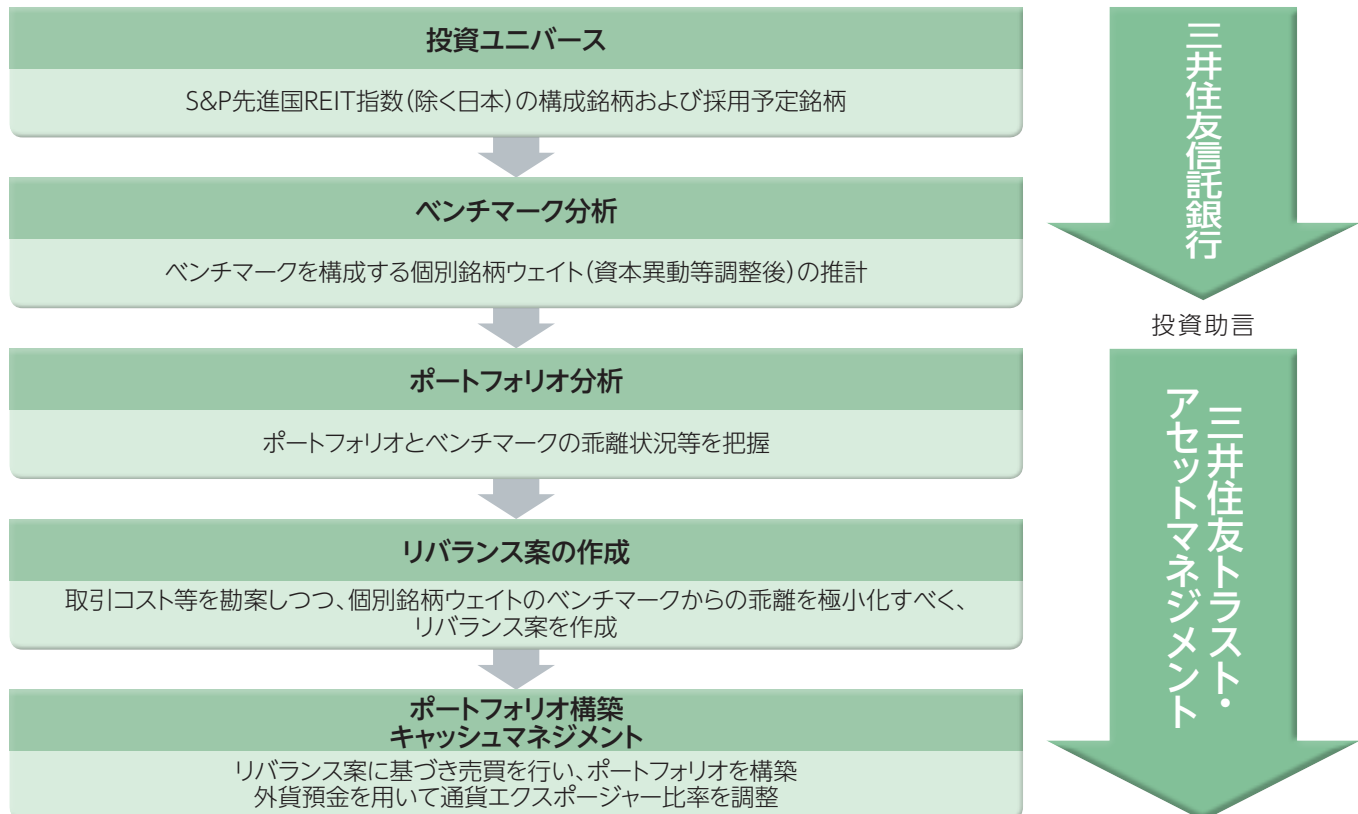 投資ユニバース
S&P先進国REIT指数(除く日本)の構成銘柄および採用予定銘柄
ベンチマーク分析
ベンチマークを構成する個別銘柄ウェイト(資本異動等調整後)の推計
ポートフォリオ分析
ポートフォリオとベンチマークの乖離状況等を把握
リバランス案の作成
取引コスト等を勘案しつつ、個別銘柄ウェイトのベンチマークからの乖離を極小化すべく、
リバランス案を作成
ポートフォリオ構築
キャッシュマネジメント
リバランス案に基づき売買を行い、ポートフォリオを構築
外貨預金を用いて通貨エクスポージャー比率を調整
三井住友信託銀行
投資助言
三井住友トラスト・
アセットマネジメント